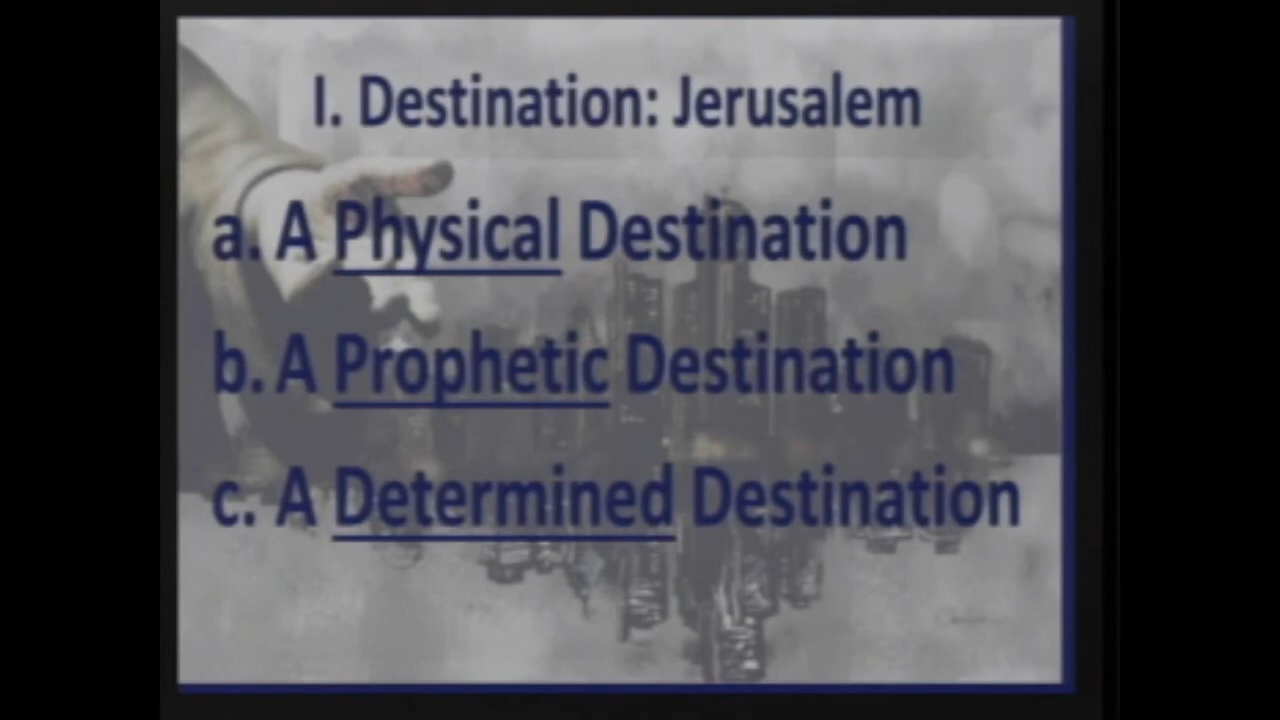 I. Destination: Jerusalem
a. A Physical Destination
b. A Prophetic Destination
c. A Determined Destination